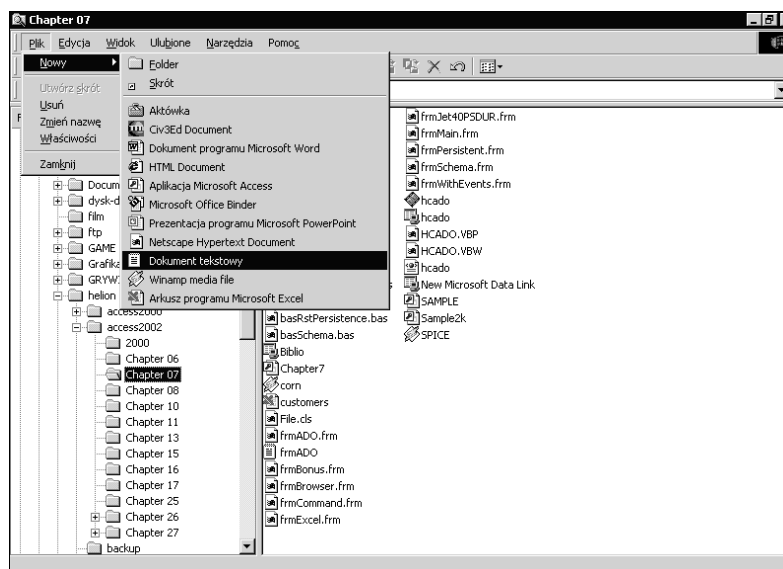 Chapter 07
Plik Edycja Widok Ulubione Narzędzia Pomoc
Nowy
Utwórz skrót
Usuń
Zmień nazwę
Właściwości
Zamknij
Folder
Skrót
Aktówka
Civ3Ed Document
Dokument programu Microsoft Word
HTML Document
Aplikacja Microsoft Access
Microsoft Office Binder
Prezentacja programu Microsoft PowerPoint
Netscape Hypertext Document
Dokument tekstowy
Winamp media file
Arkusz programu Microsoft Excel
F
Docum
dysk-d
film
ftp
GAME
Grafika
GRYW
helion
access2000
access2002
2000
Chapter 06
Chapter 07
Chapter 08
Chapter 10
Chapter 11
Chapter 13
Chapter 15
Chapter 16
Chapter 17
Chapter 25
Chapter 26
Chapter 27
backup
s
basRstPersistence.bas
basSchema.bas
Biblio
Chapter7
corn
customers
File.cls
frmADO.frm
frmADO
frmBonus.frm
frmBrowser.frm
frmCommand.frm
frmExcel.frm
frmJet40PSDUR.frm
frmMain.frm
frmPersistent.frm
frmSchema.frm
frmWithEvents.frm
hcado
hcado
HCADO.VBP
HCADO.VBW
hcado
New Microsoft Data Link
SAMPLE
Sample2k
SPICE